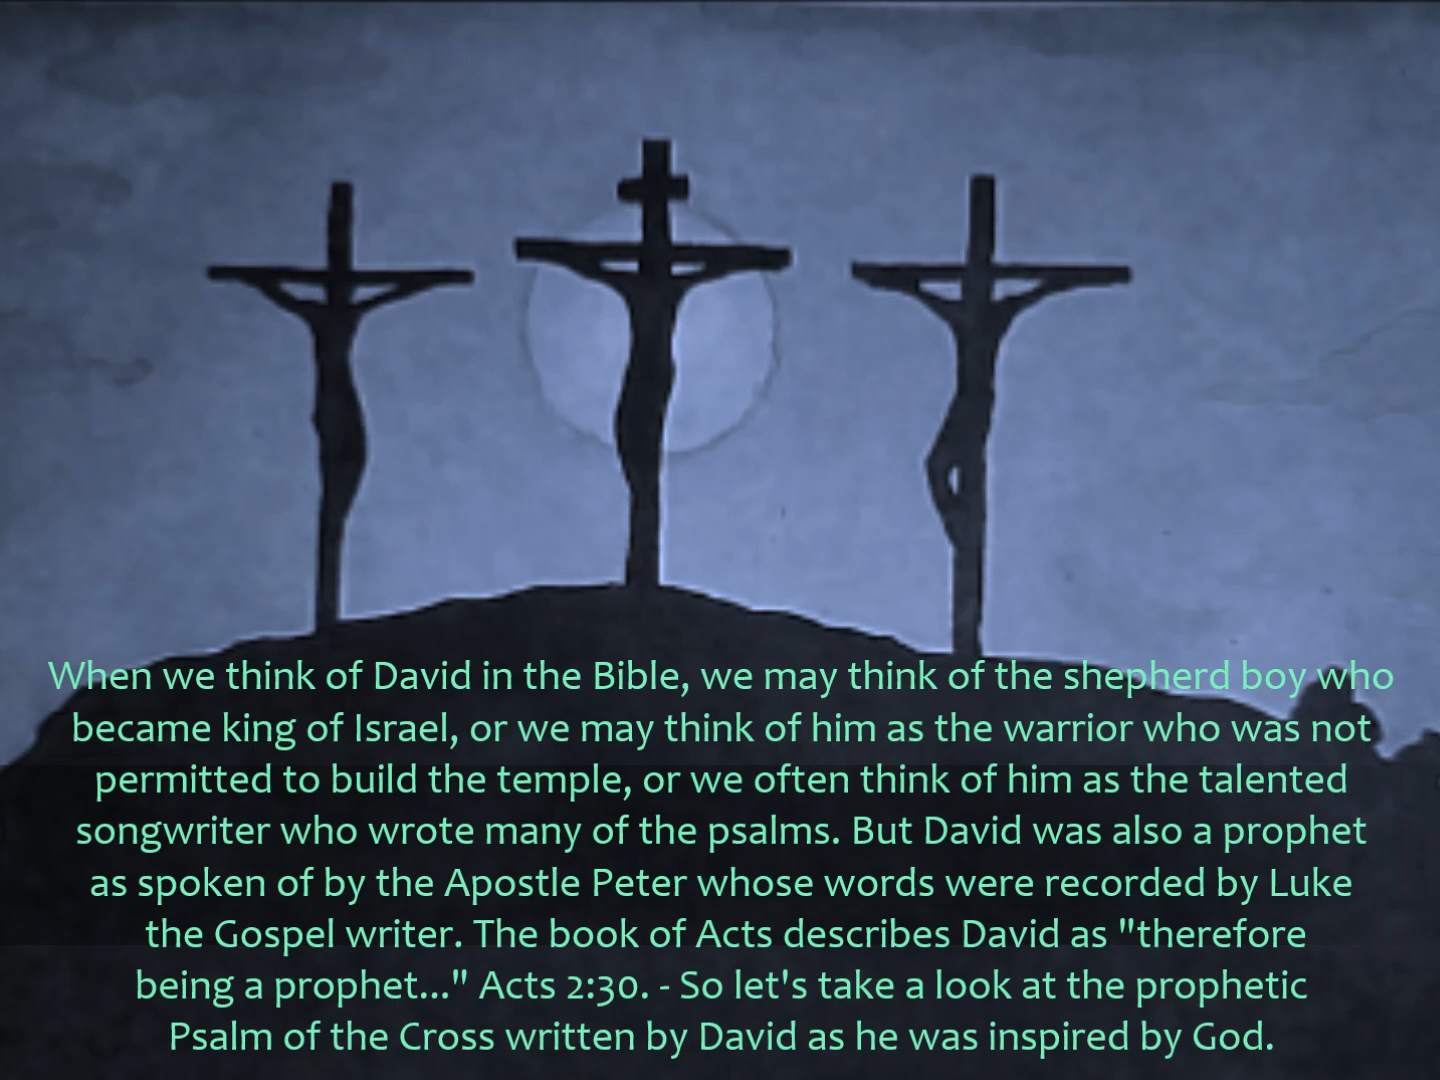 When we think of David in the Bible, we may think of the shepherd boy who
became king of Israel, or we may think of him as the warrior who was not
permitted to build the temple, or we often think of him as the talented
songwriter who wrote many of the psalms. But David was also a prophet
as spoken of by the Apostle Peter whose words were recorded by Luke
the Gospel writer. The book of Acts describes David as "therefore
being a prophet..." Acts 2:30. - So let's take a look at the prophetic
Psalm of the Cross written by David as he was inspired by God.